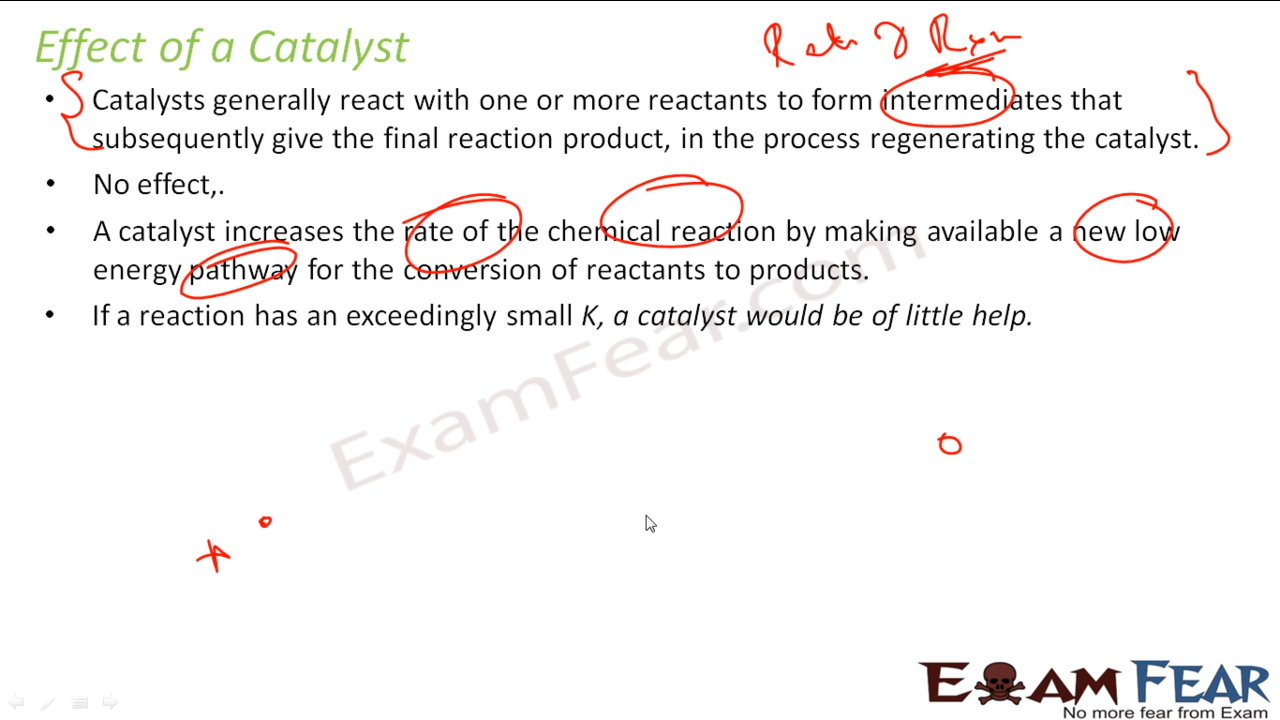 Effect of a Catalyst
Rate of Rxn
• Catalysts generally react with one or more reactants to form intermediates that
subsequently give the final reaction product, in the process regenerating the catalyst.
• No effect,.
• A catalyst increases the rate of the chemical reaction by making available a new low
energy pathway for the conversion of reactants to products.
• If a reaction has an exceedingly small K, a catalyst would be of little help.
ExamFear.com
EXAM FEAR
No more fear from Exam